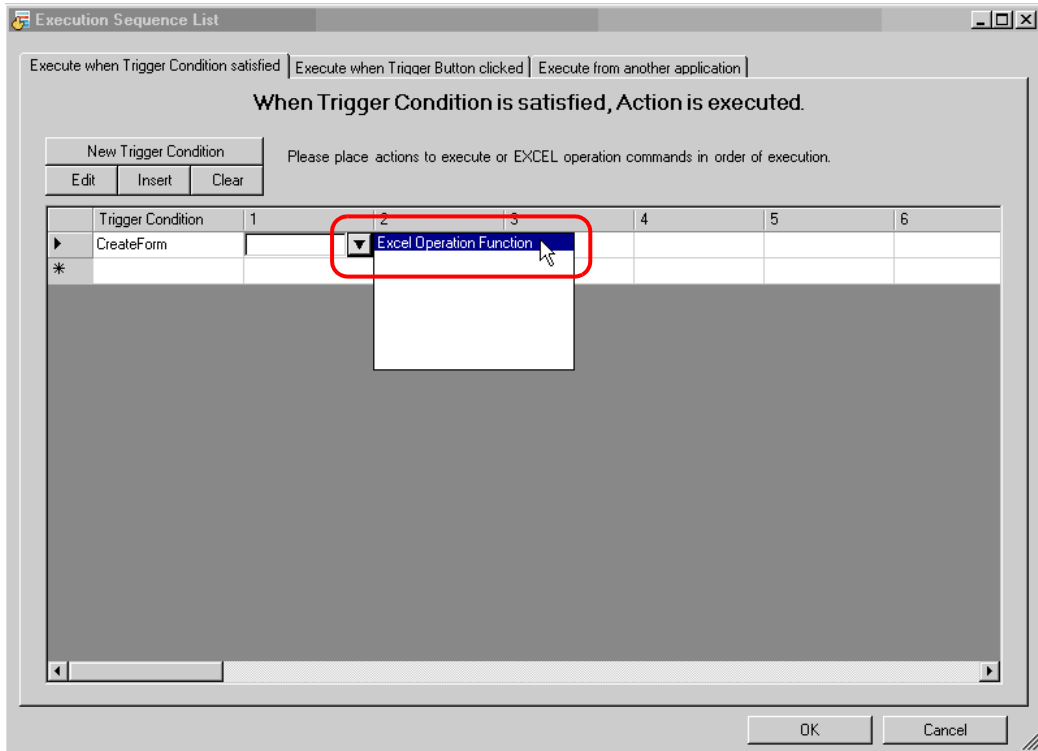 Execution Sequence List
Execute when Trigger Condition satisfied Execute when Trigger Button clicked Execute from another application
When Trigger Condition is satisfied, Action is executed.
New Trigger Condition
Please place actions to execute or EXCEL operation commands in order of execution.
Edit Insert Clear
Trigger Condition 1 2 3 4 5 6
CreateForm Excel Operation Function
OK Cancel